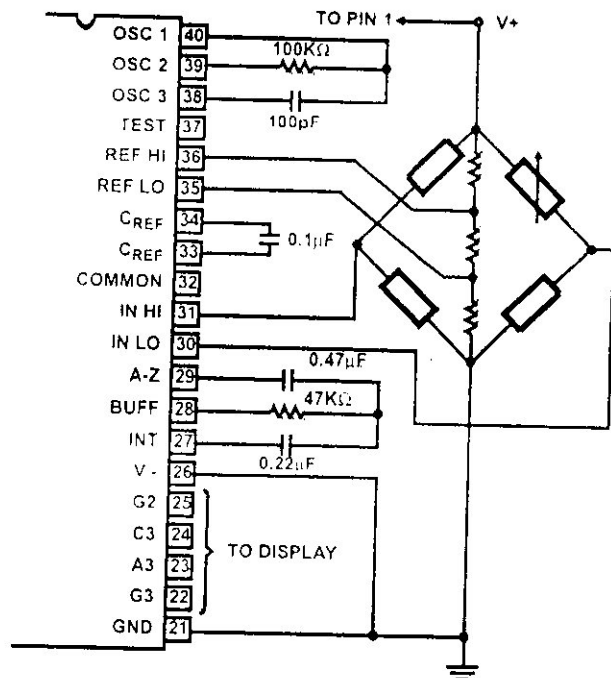 TO PIN 1
V+
OSC 1 40
100KΩ
OSC 2 39
OSC 3 38
100pF
TEST 37
REF HI 36
REF LO 35
CREF 34
0.1µF
CREF 33
COMMON 32
IN HI 31
IN LO 30
0.47µF
A-Z 29
47KΩ
BUFF 28
INT 27
0.22µF
V - 26
G2 25
C3 24
TO DISPLAY
A3 23
G3 22
GND 21